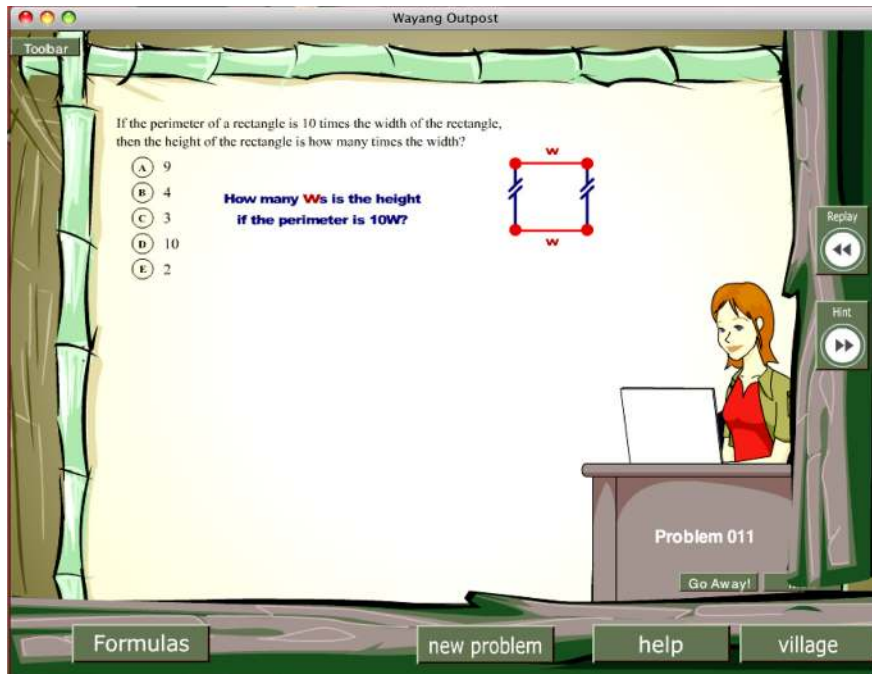 Wayang Outpost
Toolbar
If the perimeter of a rectangle is 10 times the width of the rectangle,
then the height of the rectangle is how many times the width?
A 9
B 4
C 3
D 10
E 2
How many Ws is the height
if the perimeter is 10W?
w
w
Replay
Hint
Problem 011
Go Away!
Formulas
new problem
help
village